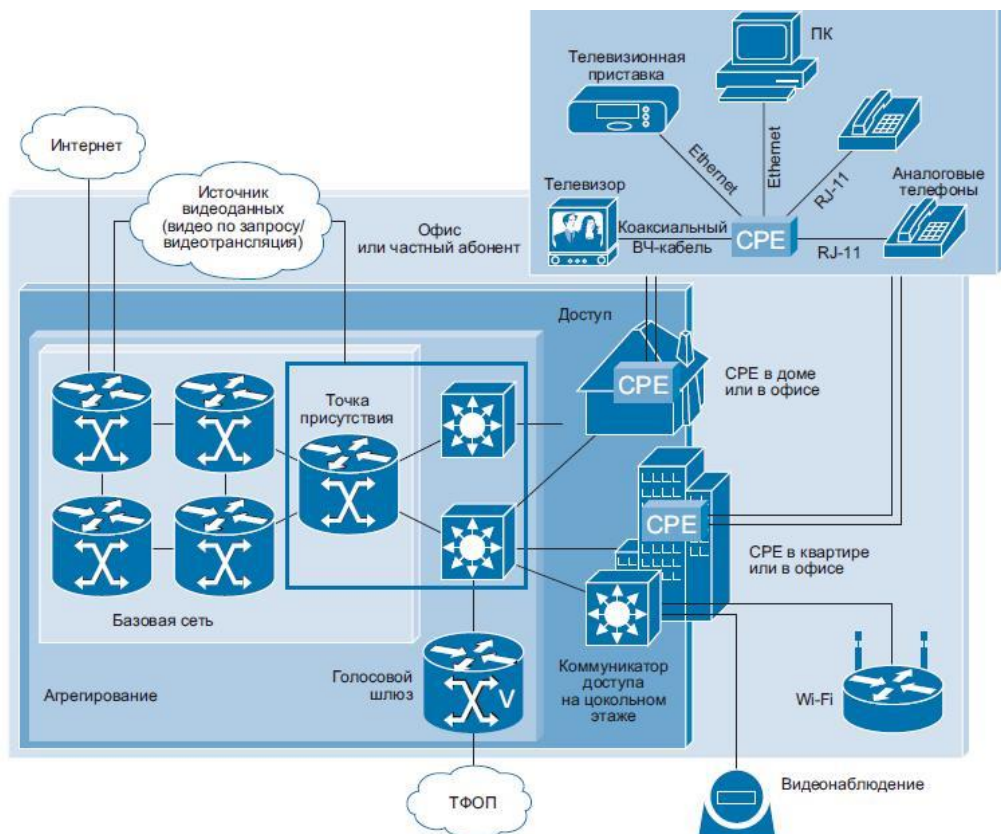 ПК
Телевизионная
приставка
Интернет
Ethernet
Ethernet
RJ-11
Аналоговые
телефоны
Источник
видеоданных
(видео по запросу/
видеотрансляция)
Телевизор
Офис
или частный абонент
Коаксиальный
ВЧ-кабель
CPE
RJ-11
Доступ
CPE
CPE в доме
или в офисе
Точка
присутствия
CPE
CPE в квартире
или в офисе
Базовая сеть
Голосовой
шлюз
V
Коммуникатор
доступа
на цокольном
этаже
Агрегирование
Wi-Fi
ТФОП
Видеонаблюдение